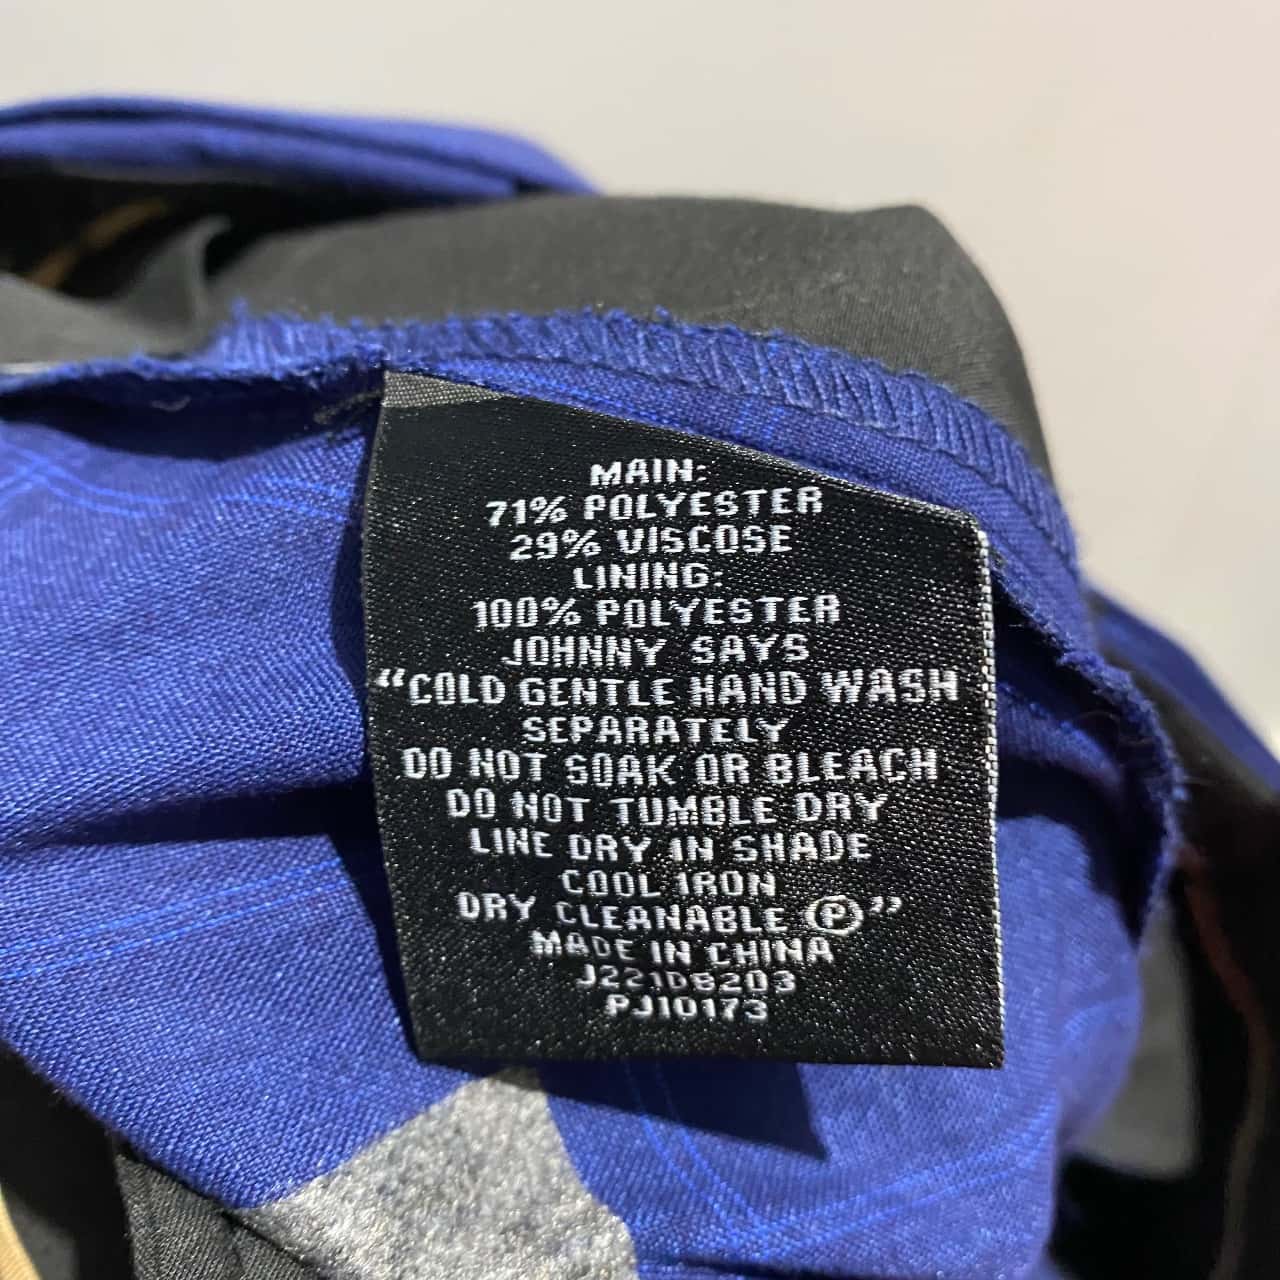 MAIN:
71% POLYESTER
29% VISCOSE
LINING:
100% POLYESTER
JOHNNY SAYS
"COLD GENTLE HAND WASH
SEPARATELY
DO NOT SOAK OR BLEACH
DO NOT TUMBLE DRY
LINE DRY IN SHADE
COOL IRON
DRY CLEANABLE Ⓟ"
MADE IN CHINA
J221D8203
PJ10173